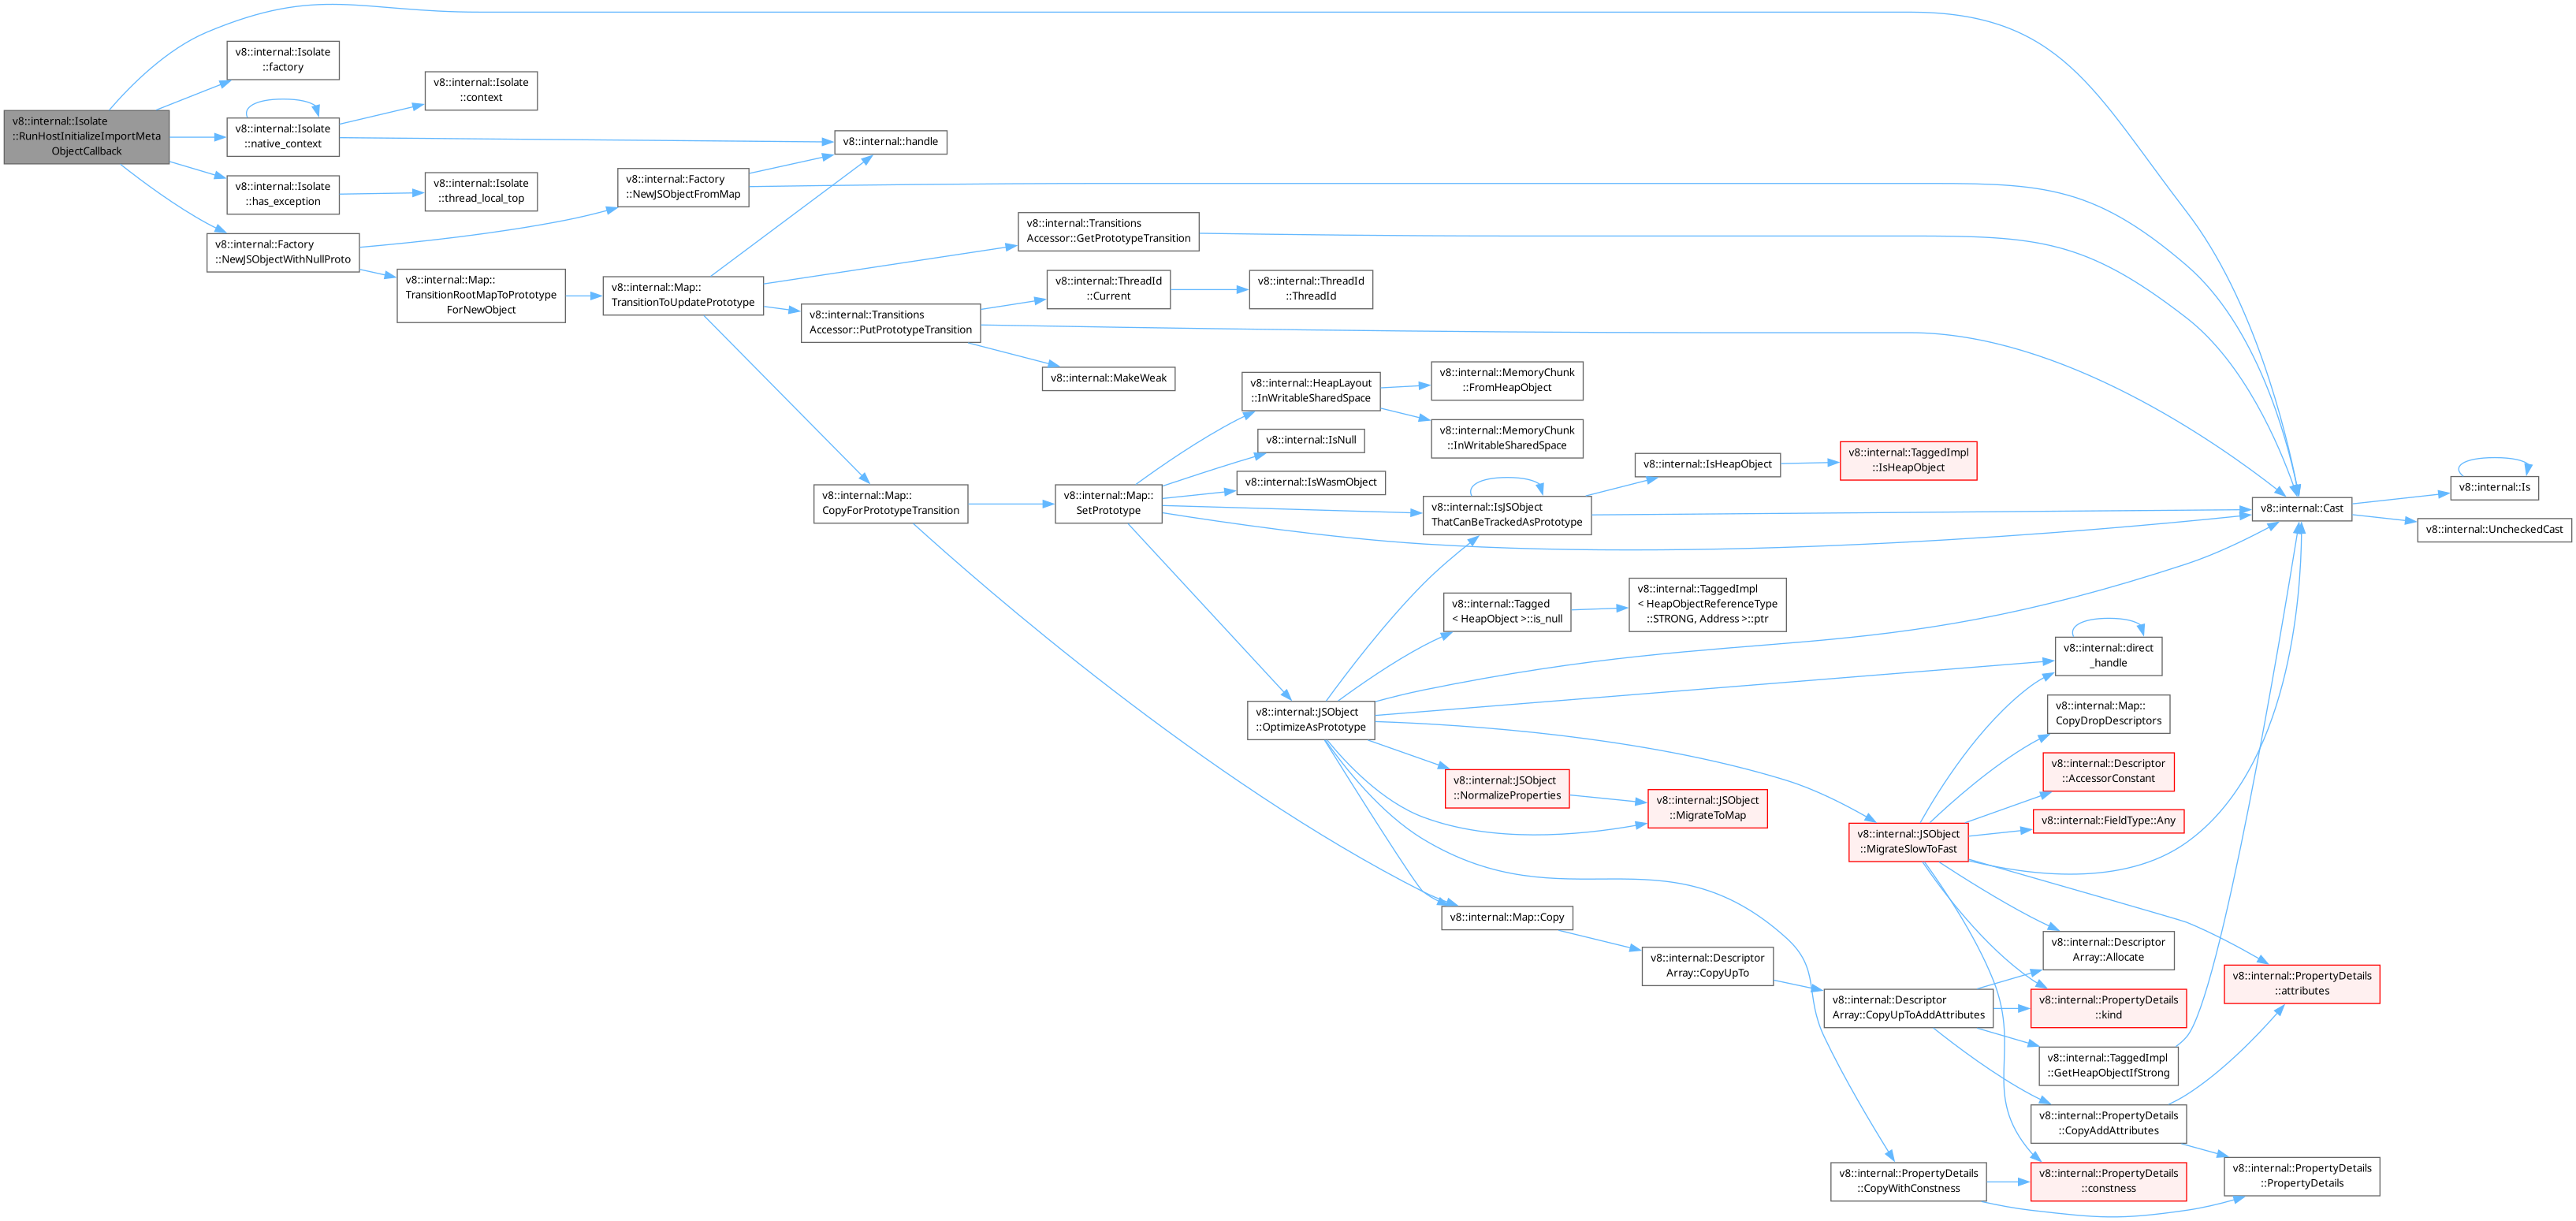 v8::internal::Isolate
::RunHostInitializeImportMeta
ObjectCallback
v8::internal::Isolate
::factory
v8::internal::Isolate
::native_context
v8::internal::Isolate
::has_exception
v8::internal::Factory
::NewJSObjectWithNullProto
v8::internal::Isolate
::context
v8::internal::Isolate
::thread_local_top
v8::internal::Map::
TransitionRootMapToPrototype
ForNewObject
v8::internal::Factory
::NewJSObjectFromMap
v8::internal::Map::
TransitionToUpdatePrototype
v8::internal::handle
v8::internal::Transitions
Accessor::PutPrototypeTransition
v8::internal::Map::
CopyForPrototypeTransition
v8::internal::Transitions
Accessor::GetPrototypeTransition
v8::internal::ThreadId
::Current
v8::internal::MakeWeak
v8::internal::Map::
SetPrototype
v8::internal::ThreadId
::ThreadId
v8::internal::HeapLayout
::InWritableSharedSpace
v8::internal::IsNull
v8::internal::IsWasmObject
v8::internal::JSObject
::OptimizeAsPrototype
v8::internal::MemoryChunk
::FromHeapObject
v8::internal::MemoryChunk
::InWritableSharedSpace
v8::internal::IsJSObject
ThatCanBeTrackedAsPrototype
v8::internal::Tagged
< HeapObject >::is_null
v8::internal::JSObject
::NormalizeProperties
v8::internal::Map::Copy
v8::internal::IsHeapObject
v8::internal::TaggedImpl
< HeapObjectReferenceType
::STRONG, Address >::ptr
v8::internal::JSObject
::MigrateToMap
v8::internal::Descriptor
Array::CopyUpTo
v8::internal::TaggedImpl
::IsHeapObject
v8::internal::JSObject
::MigrateSlowToFast
v8::internal::Descriptor
Array::CopyUpToAddAttributes
v8::internal::PropertyDetails
::CopyWithConstness
v8::internal::direct
_handle
v8::internal::Map::
CopyDropDescriptors
v8::internal::Descriptor
::AccessorConstant
v8::internal::FieldType::Any
v8::internal::Descriptor
Array::Allocate
v8::internal::PropertyDetails
::kind
v8::internal::TaggedImpl
::GetHeapObjectIfStrong
v8::internal::PropertyDetails
::CopyAddAttributes
v8::internal::PropertyDetails
::constness
v8::internal::Cast
v8::internal::PropertyDetails
::attributes
v8::internal::PropertyDetails
::PropertyDetails
v8::internal::Is
v8::internal::UncheckedCast